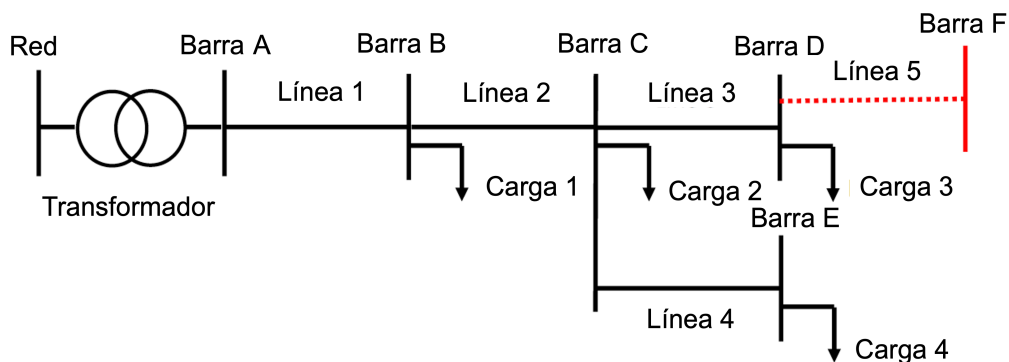 Red
Barra A
Barra B
Barra C
Barra D
Barra F
Línea 1
Línea 2
Línea 3
Línea 5
Transformador
Carga 1
Carga 2
Carga 3
Barra E
Línea 4
Carga 4